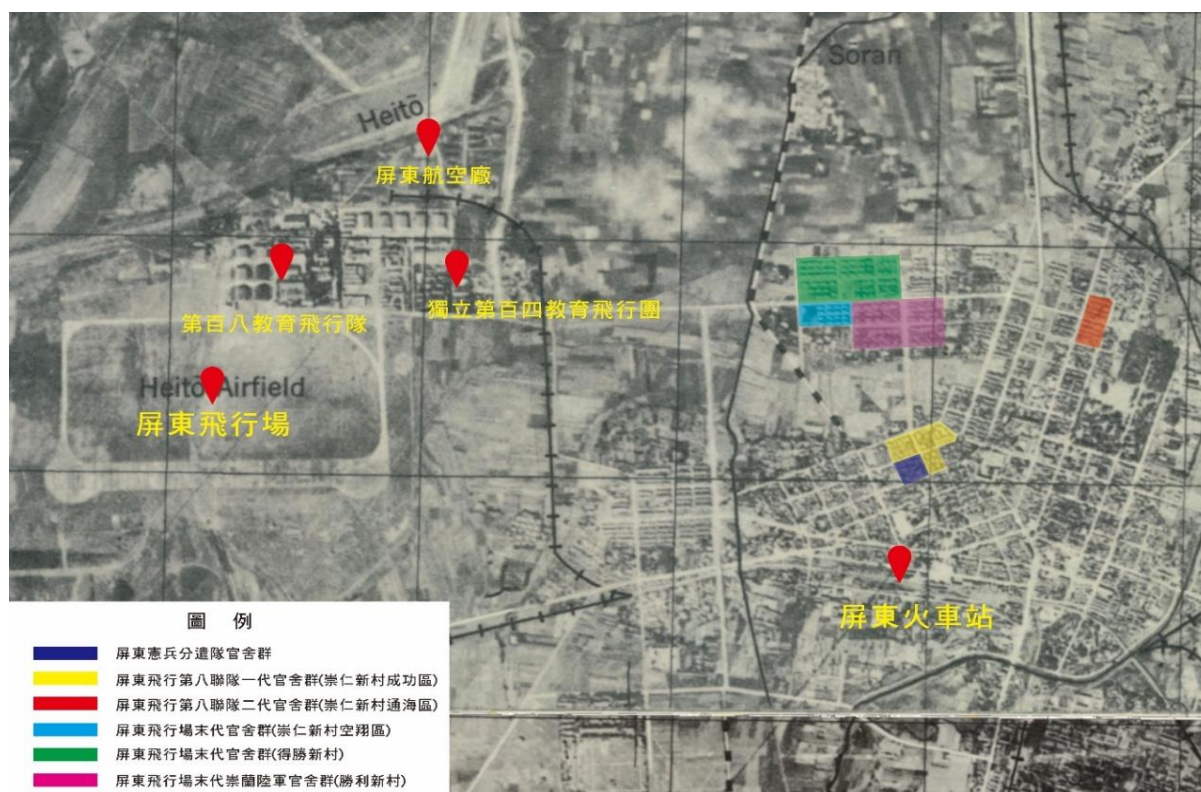 Sōran
Heitō
屏東航空廠
獨立第百四教育飛行團
第百八教育飛行隊
Heitō Airfield
屏東飛行場
屏東火車站
圖 例
屏東憲兵分遣隊官舍群
屏東飛行第八聯隊一代官舍群(崇仁新村成功區)
屏東飛行第八聯隊二代官舍群(崇仁新村通海區)
屏東飛行場末代官舍群(崇仁新村空翔區)
屏東飛行場末代官舍群(得勝新村)
屏東飛行場末代崇蘭陸軍官舍群(勝利新村)